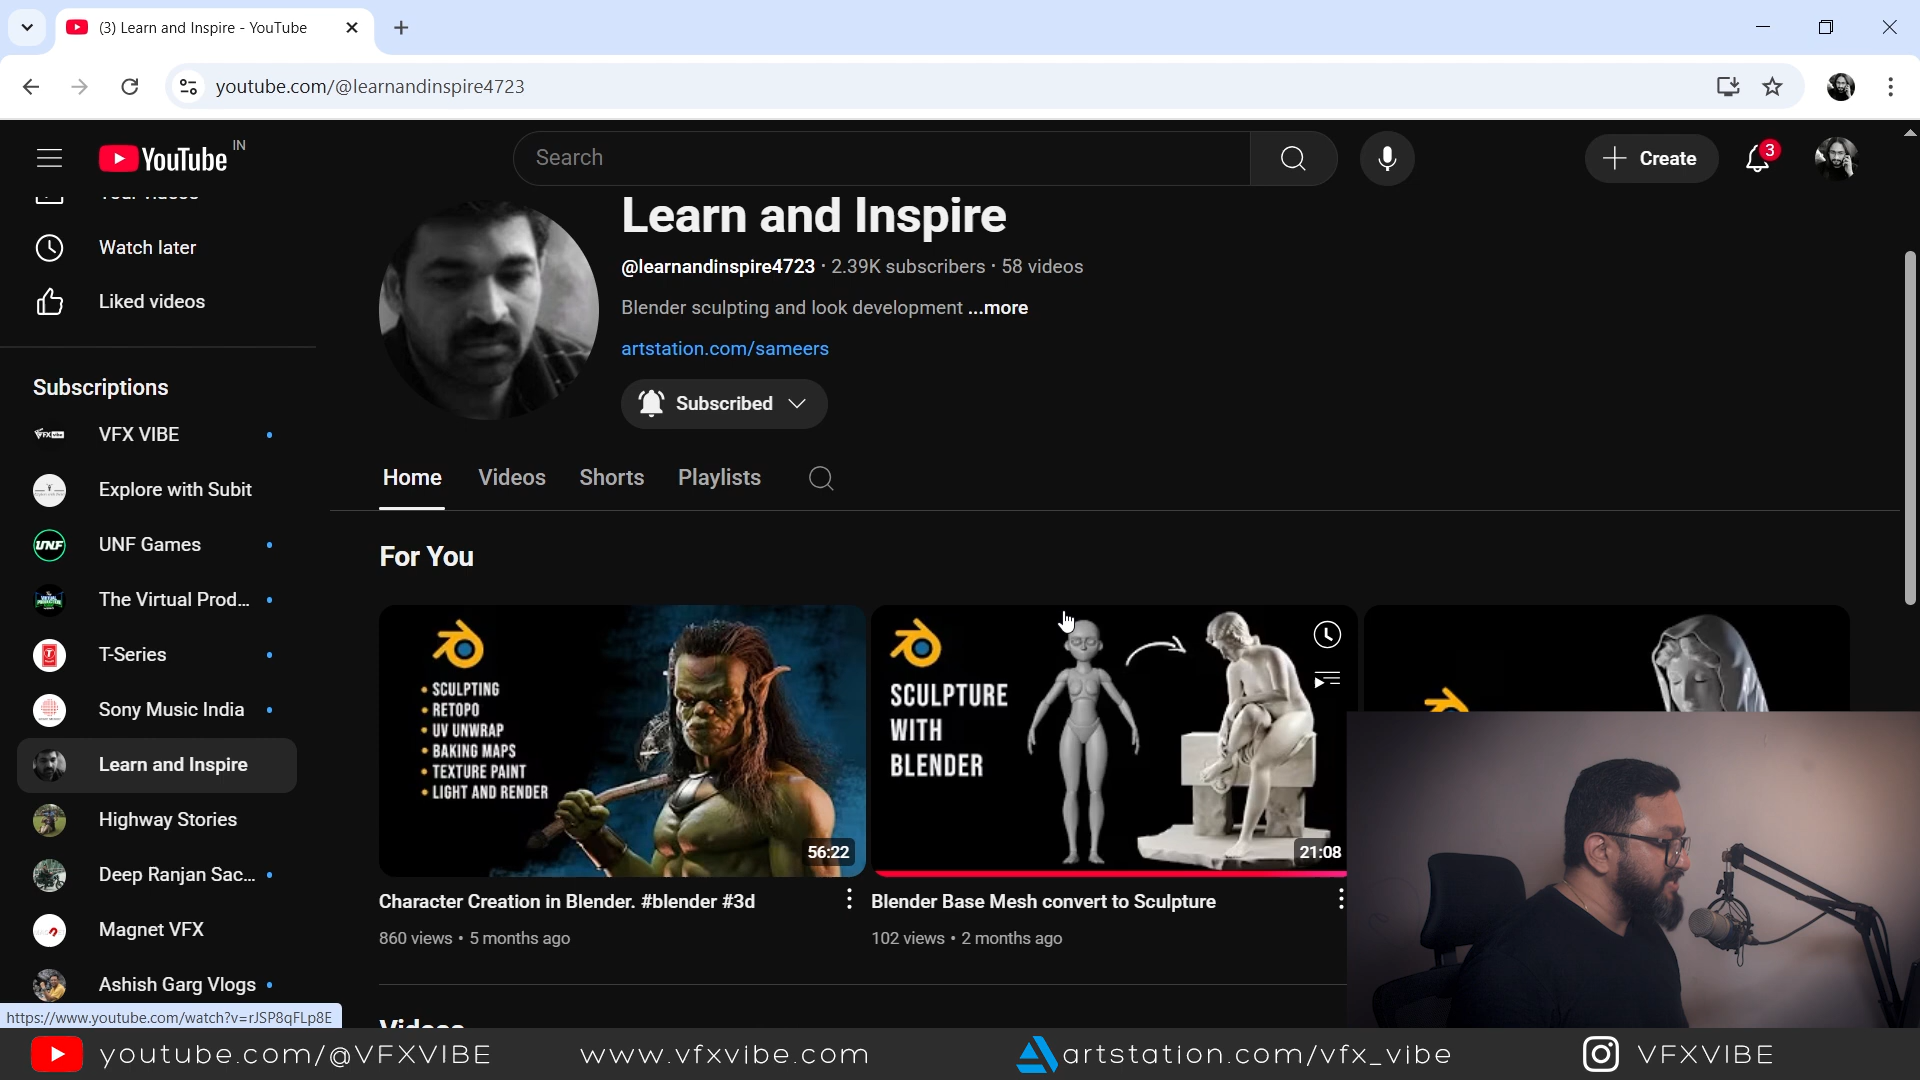 (3) Learn and Inspire - YouTube
youtube.com/@learnandinspire4723
YouTube IN
Search
Create
3
Watch later
Liked videos
Subscriptions
VFX VIBE
Explore with Subit
UNF Games
The Virtual Prod...
T-Series
Sony Music India
Learn and Inspire
Highway Stories
Deep Ranjan Sac...
Magnet VFX
Ashish Garg Vlogs
https://www.youtube.com/watch?v=rJSP8qFLp8E
Learn and Inspire
@learnandinspire4723 · 2.39K subscribers · 58 videos
Blender sculpting and look development ...more
artstation.com/sameers
Subscribed
Home Videos Shorts Playlists
For You
• SCULPTING
• RETOPO
• UV UNWRAP
• BAKING MAPS
• TEXTURE PAINT
• LIGHT AND RENDER
56:22
Character Creation in Blender. #blender #3d
860 views • 5 months ago
SCULPTURE
WITH
BLENDER
21:08
Blender Base Mesh convert to Sculpture
102 views • 2 months ago
youtube.com/@VFXVIBE www.vfxvibe.com artstation.com/vfx_vibe VFXVIBE